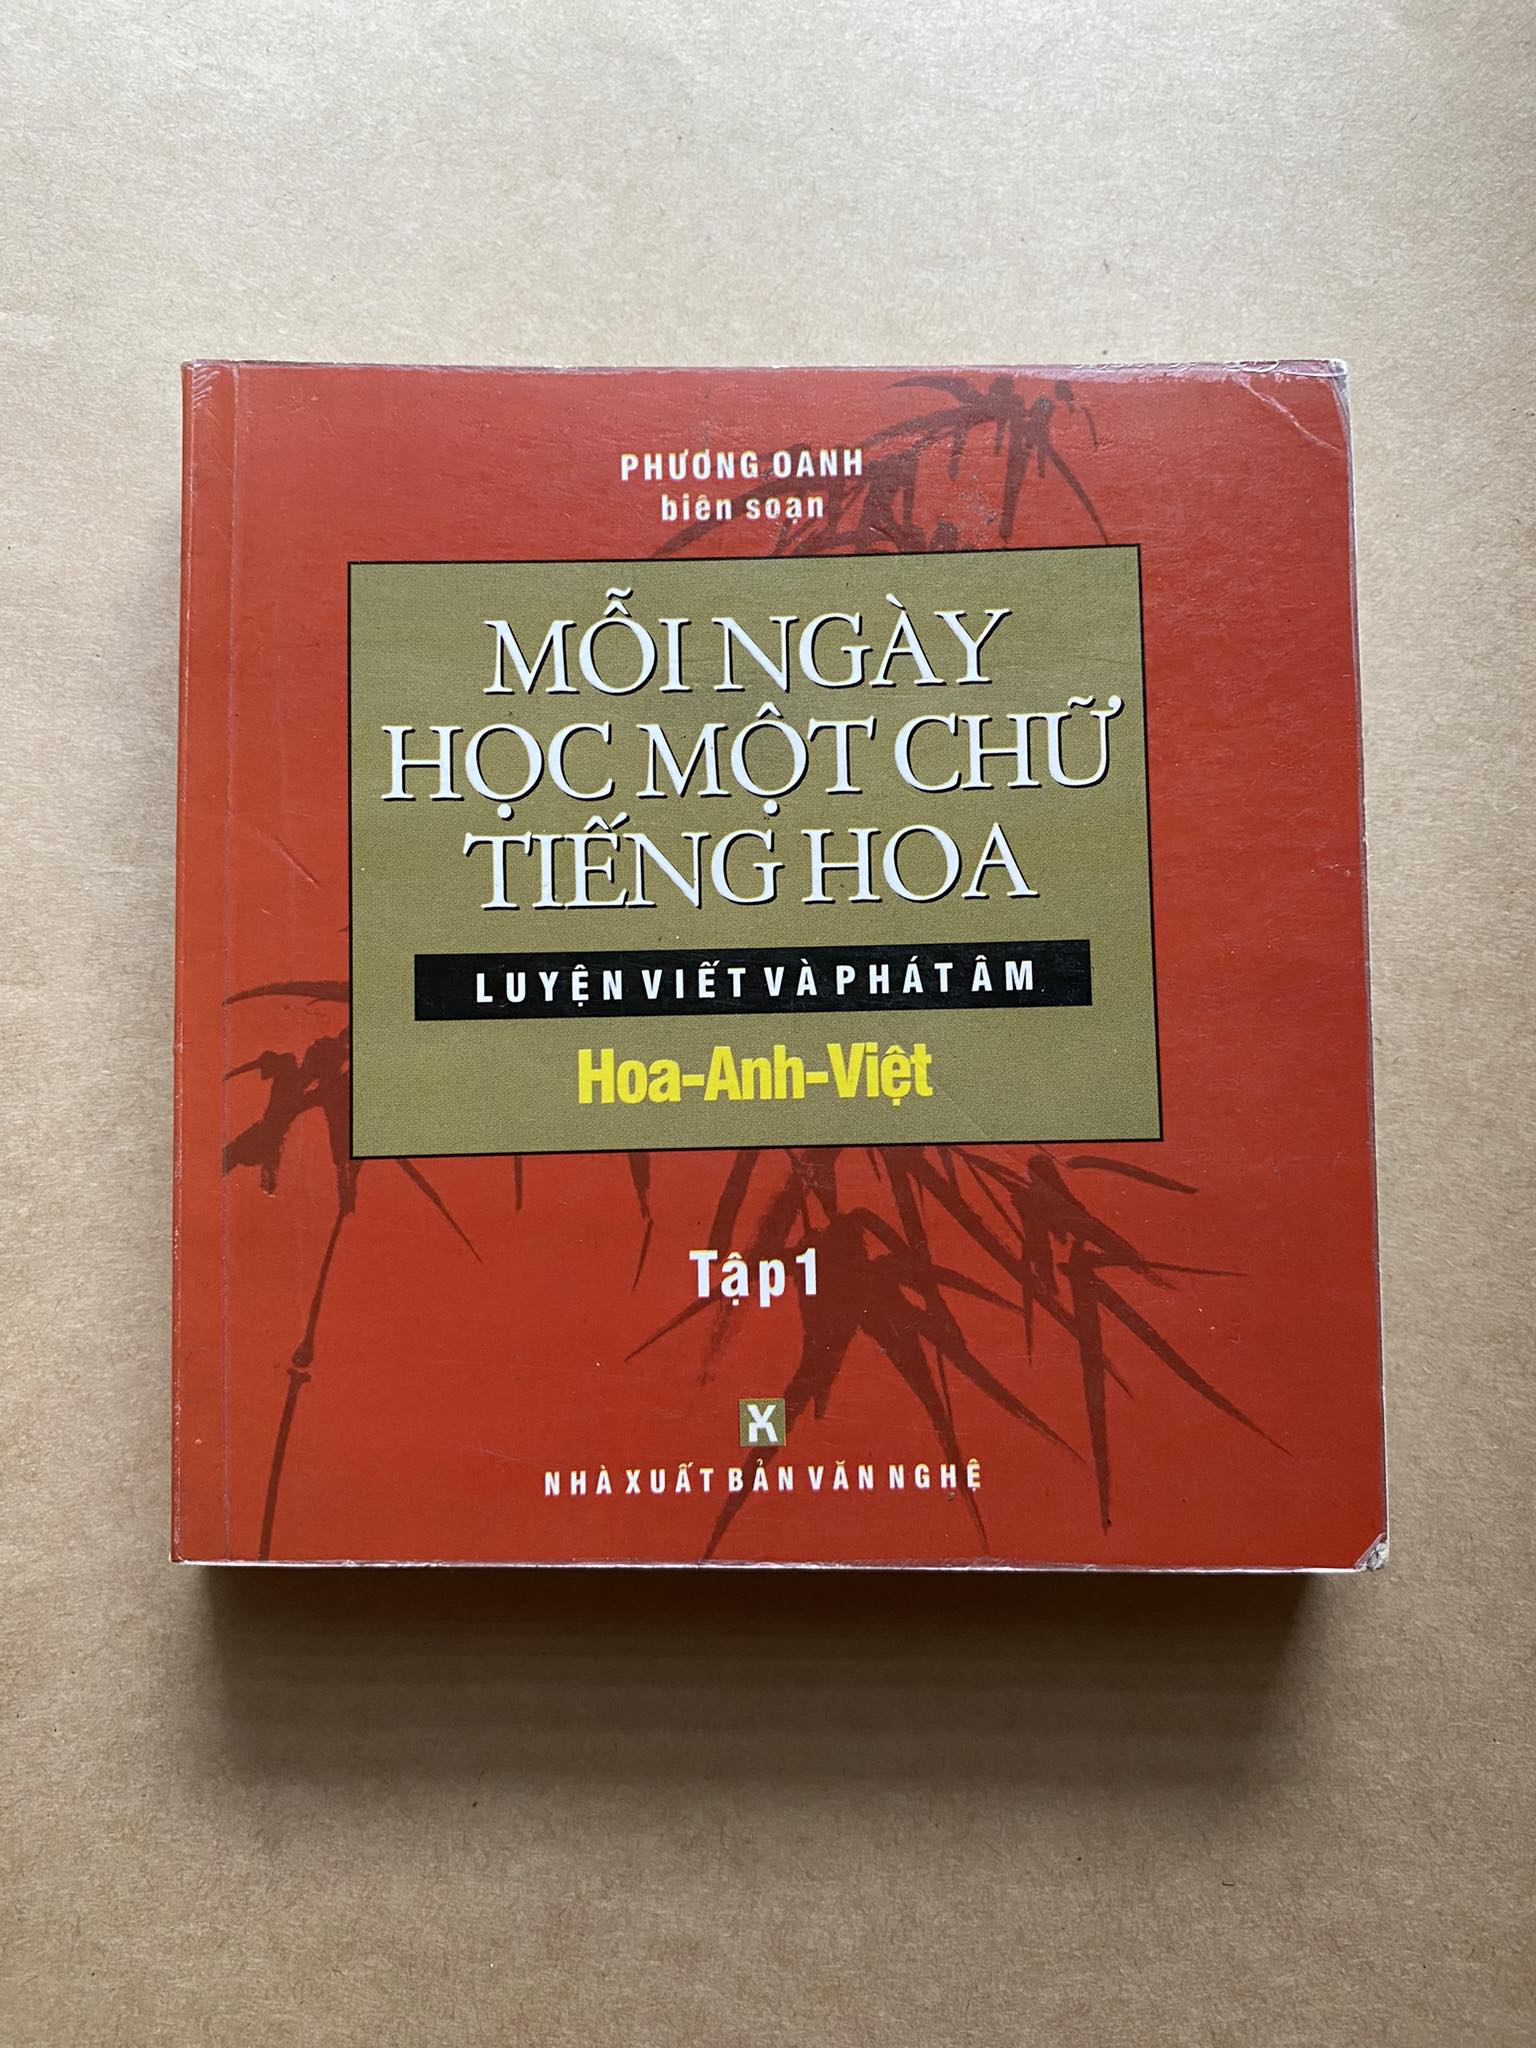 PHƯƠNG OANH
biên soạn
MỖI NGÀY
HỌC MỘT CHỮ
TIẾNG HOA
LUYỆN VIẾT VÀ PHÁT ÂM
Hoa-Anh-Việt
Tập 1
NHÀ XUẤT BẢN VĂN NGHỆ